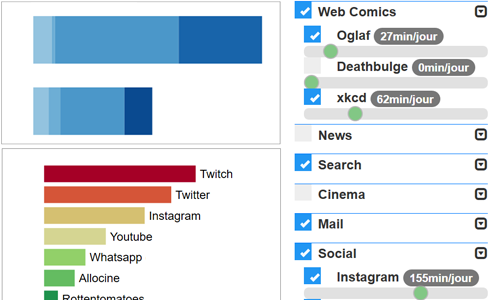 Web Comics
Oglaf 27min/jour
Deathbulge 0min/jour
xkcd 62min/jour
News
Search
Cinema
Mail
Social
Instagram 155min/jour
Twitch
Twitter
Instagram
Youtube
Whatsapp
Allocine
Rottentomatoes